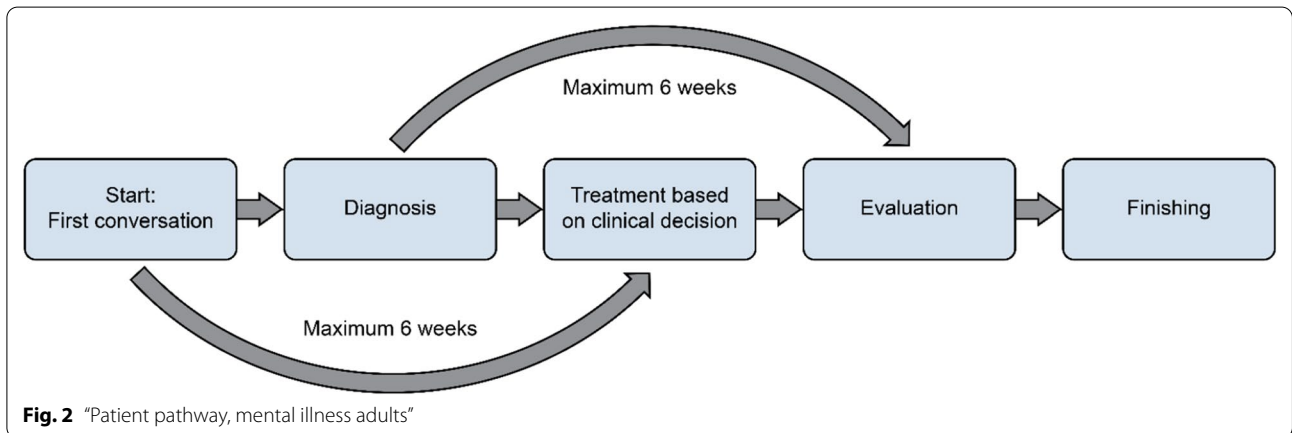 Maximum 6 weeks
Start:
First conversation
Diagnosis
Treatment based
on clinical decision
Evaluation
Finishing
Maximum 6 weeks
Fig. 2 “Patient pathway, mental illness adults”